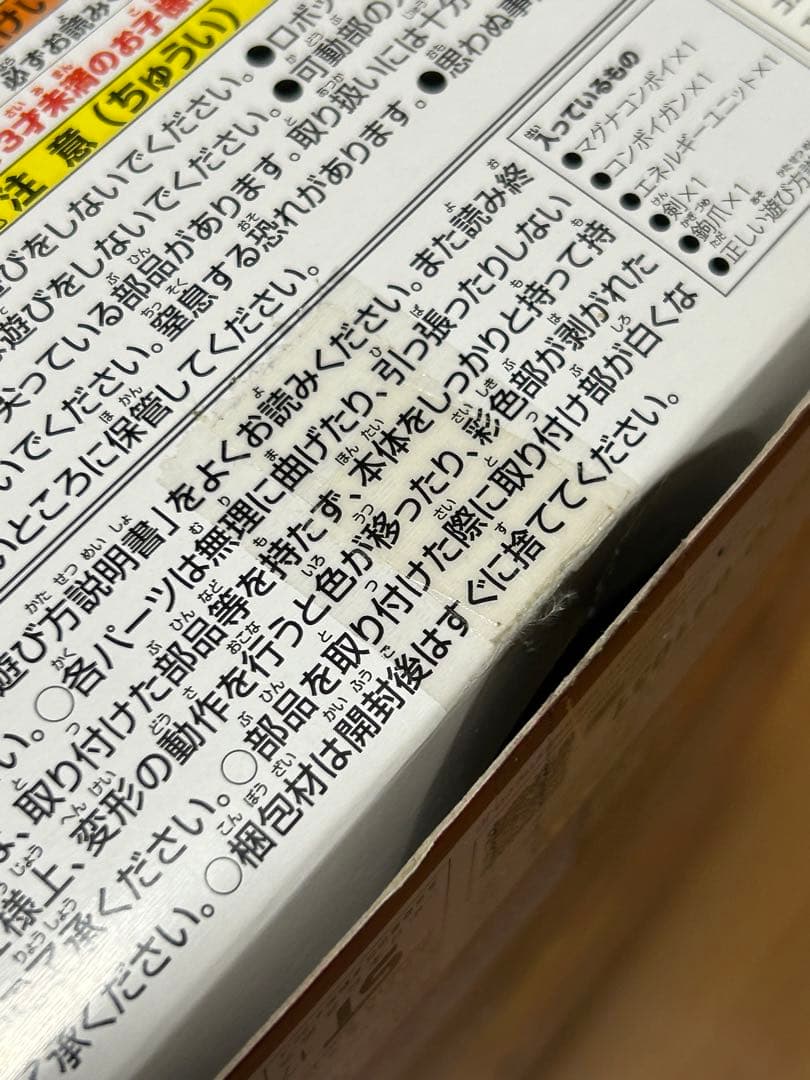 けい
必ずお読みく
3才未満のお子様
注意(ちゅうい)
遊びをしないでください。●ロボッ
遊びをしないでください。●可動部の
尖っている部品があります。取り扱いには十分
いでください。窒息する恐れがあります。●思わぬ事
いところに保管してください。
入っているもの
●マグナコンボイ×1
●コンボイガン×1
●エネルギーユニット×1
●剣×1
●鉤爪×1
●正しい遊び方説
遊び方説明書」をよくお読みください。また読み終
い。○各パーツは無理に曲げたり、引っ張ったりしない
、取り付けた部品等を持たず、本体をしっかりと持って持
様上、変形の動作を行うと色が移ったり、彩色部が剥がれた
了承ください。○部品を取り付けた際に取り付け部が白くな
了承ください。○梱包材は開封後はすぐに捨ててください。